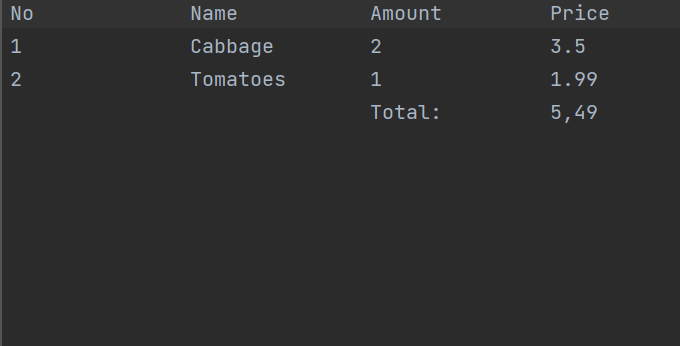 No Name Amount Price
1 Cabbage 2 3.5
2 Tomatoes 1 1.99
Total: 5,49